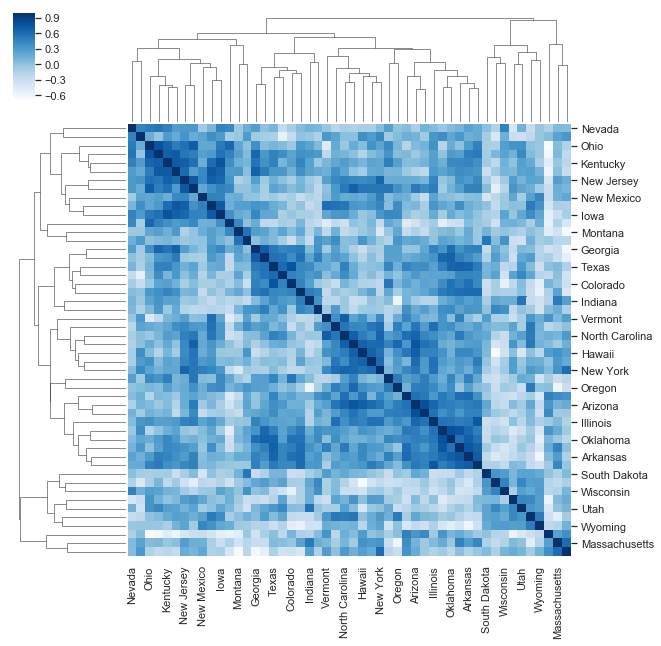 0.9
0.6
0.3
0.0
−0.3
−0.6
Nevada
Ohio
Kentucky
New Jersey
New Mexico
Iowa
Montana
Georgia
Texas
Colorado
Indiana
Vermont
North Carolina
Hawaii
New York
Oregon
Arizona
Illinois
Oklahoma
Arkansas
South Dakota
Wisconsin
Utah
Wyoming
Massachusetts
Nevada
Ohio
Kentucky
New Jersey
New Mexico
Iowa
Montana
Georgia
Texas
Colorado
Indiana
Vermont
North Carolina
Hawaii
New York
Oregon
Arizona
Illinois
Oklahoma
Arkansas
South Dakota
Wisconsin
Utah
Wyoming
Massachusetts